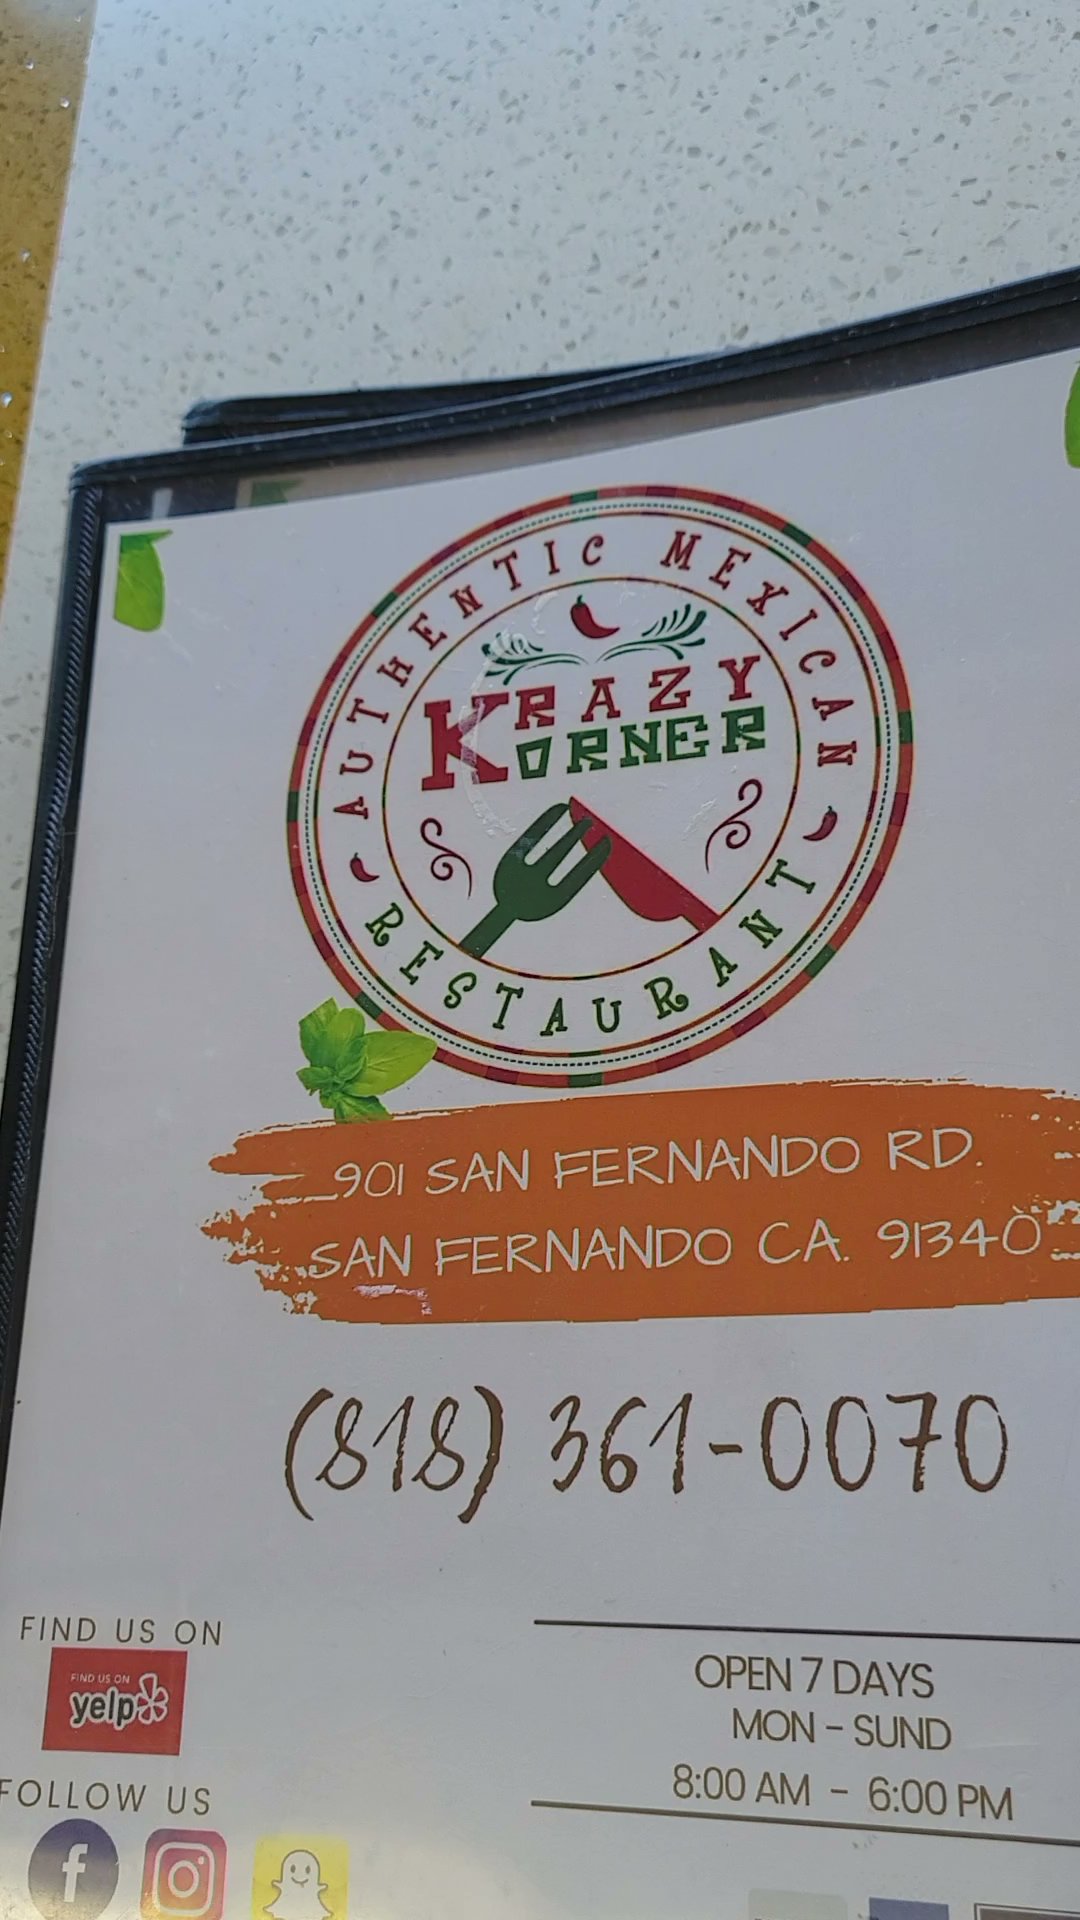 AUTHENTIC MEXICAN
KRAZY
KORNER
RESTAURANT
901 SAN FERNANDO RD.
SAN FERNANDO CA. 91340
(818) 361-0070
FIND US ON
FIND US ON
yelp
FOLLOW US
f
OPEN 7 DAYS
MON - SUND
8:00 AM - 6:00 PM